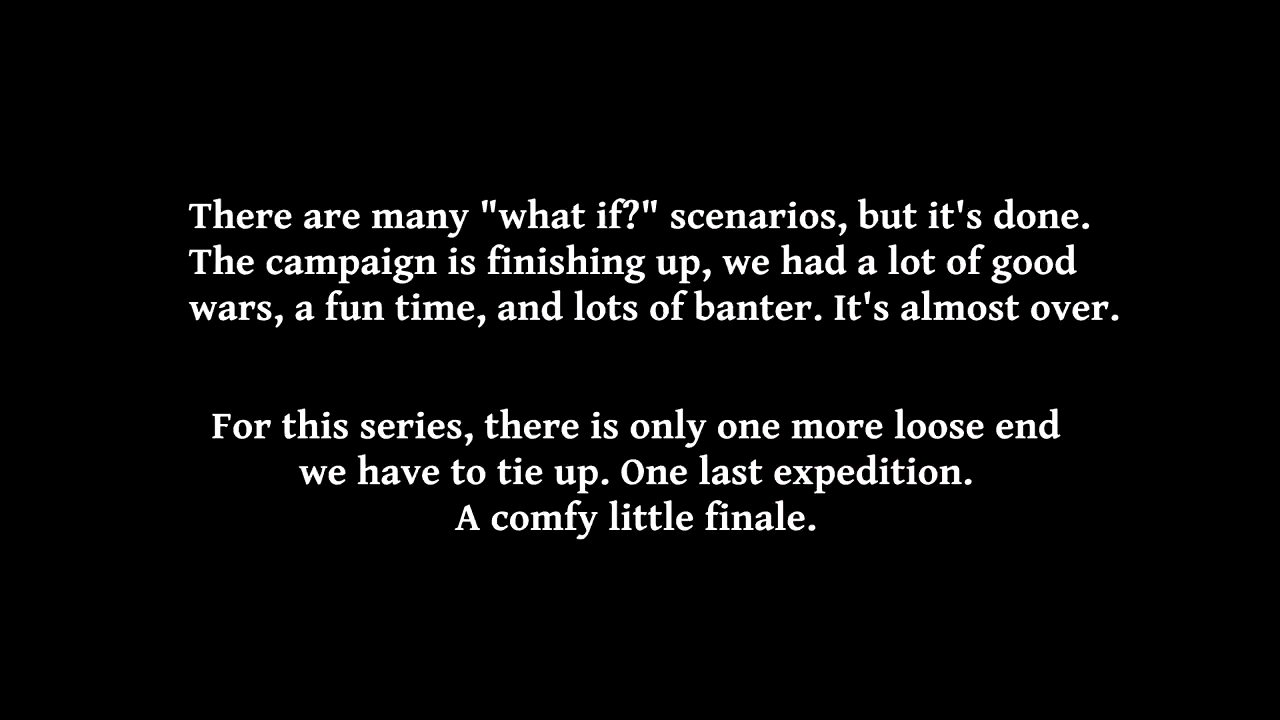 There are many "what if?" scenarios, but it's done.
The campaign is finishing up, we had a lot of good
wars, a fun time, and lots of banter. It's almost over.
For this series, there is only one more loose end
we have to tie up. One last expedition.
A comfy little finale.